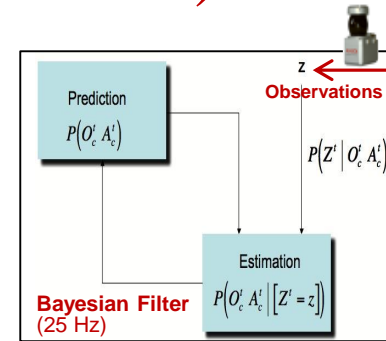 z
Observations
Prediction
P(O_c^t A_c^t)
P(Z^t | O_c^t A_c^t)
Estimation
P(O_c^t A_c^t | [Z^t = z])
Bayesian Filter
(25 Hz)